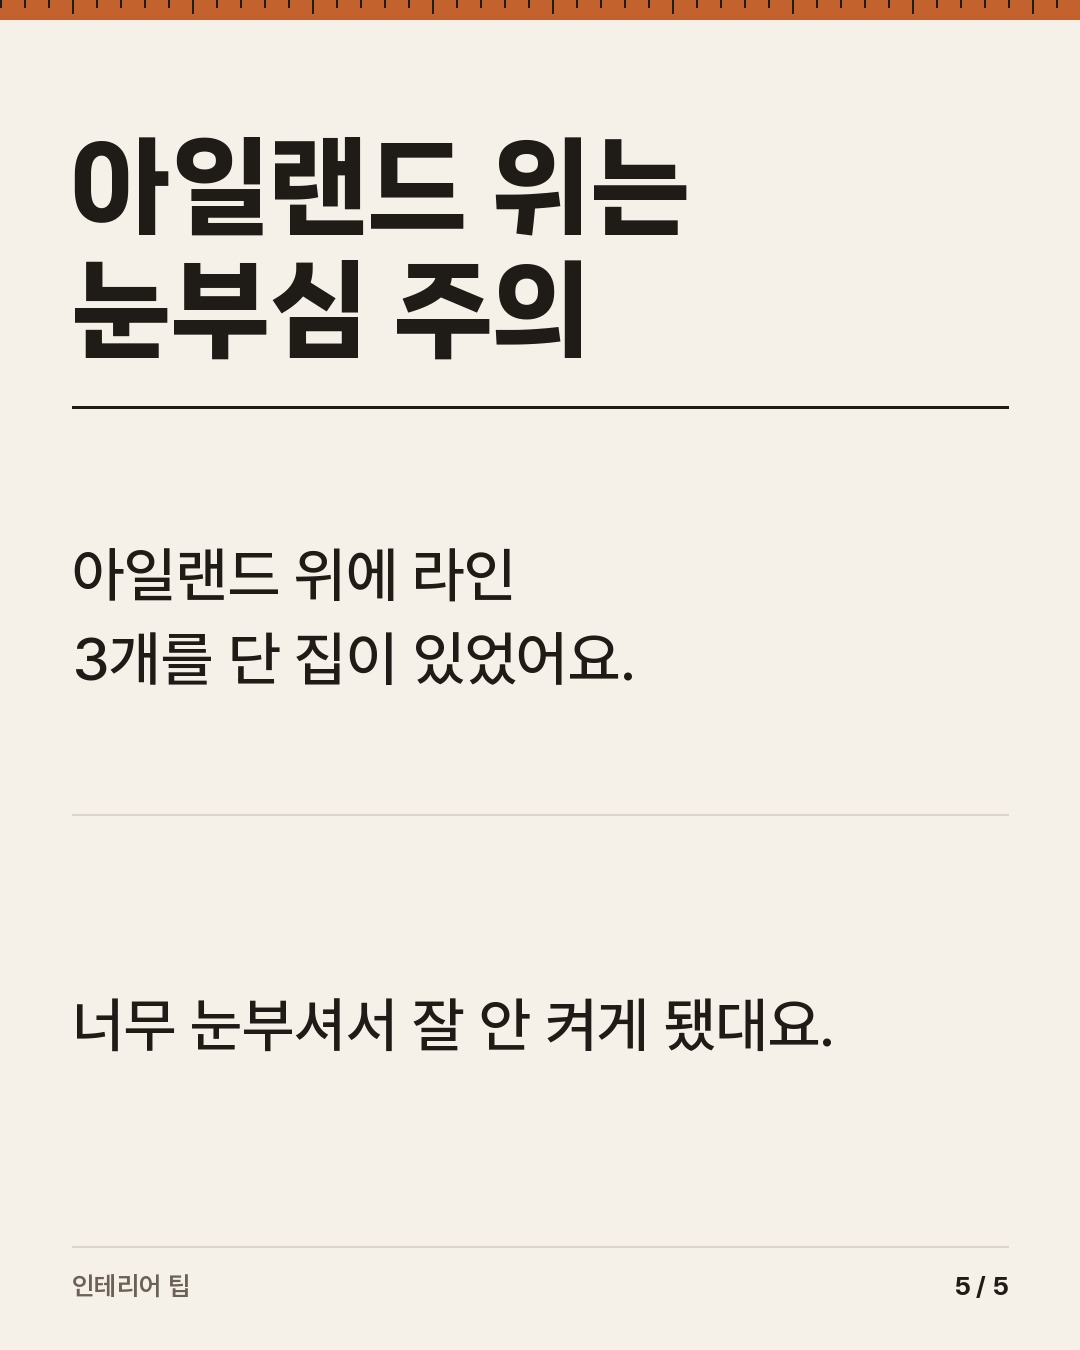 아일랜드 위는
눈부심 주의
아일랜드 위에 라인
3개를 단 집이 있었어요.
너무 눈부셔서 잘 안 켜게 됐대요.
인테리어 팁
5 / 5